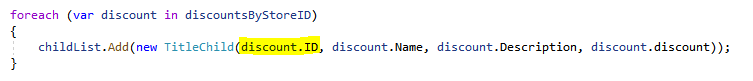 foreach (var discount in discountsByStoreID)
{
childList.Add(new TitleChild(discount.ID, discount.Name, discount.Description, discount.discount));
}